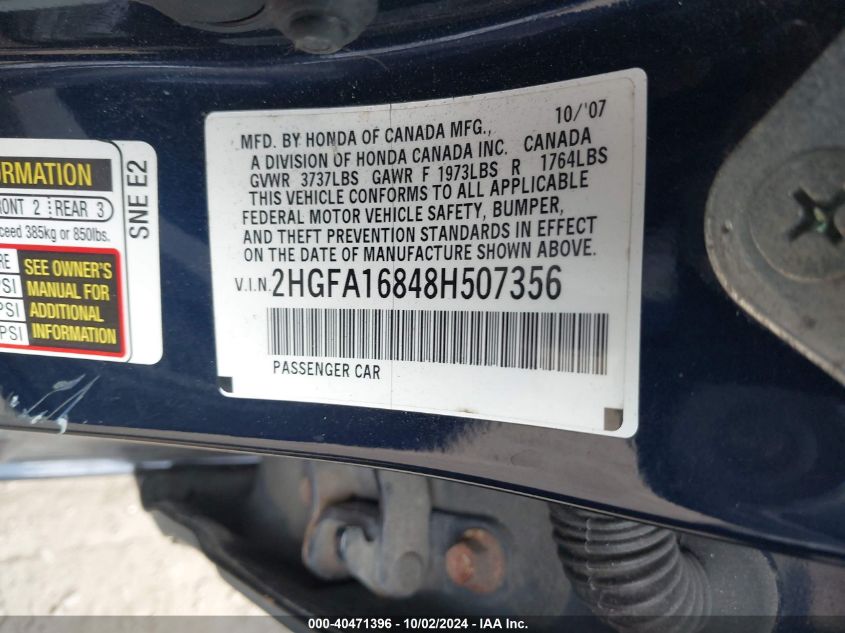 ORMATION
RONT 2 REAR 3
ceed 385kg or 850lbs.
RE SEE OWNER'S
PSI MANUAL FOR
PSI ADDITIONAL
PSI INFORMATION
SNE E2
10/'07
MFD. BY HONDA OF CANADA MFG.,
A DIVISION OF HONDA CANADA INC. CANADA
GVWR 3737LBS GAWR F 1973LBS R 1764LBS
THIS VEHICLE CONFORMS TO ALL APPLICABLE
FEDERAL MOTOR VEHICLE SAFETY, BUMPER,
AND THEFT PREVENTION STANDARDS IN EFFECT
ON THE DATE OF MANUFACTURE SHOWN ABOVE.
V.I.N. 2HGFA16848H507356
PASSENGER CAR
000-40471396 - 10/02/2024 - IAA Inc.